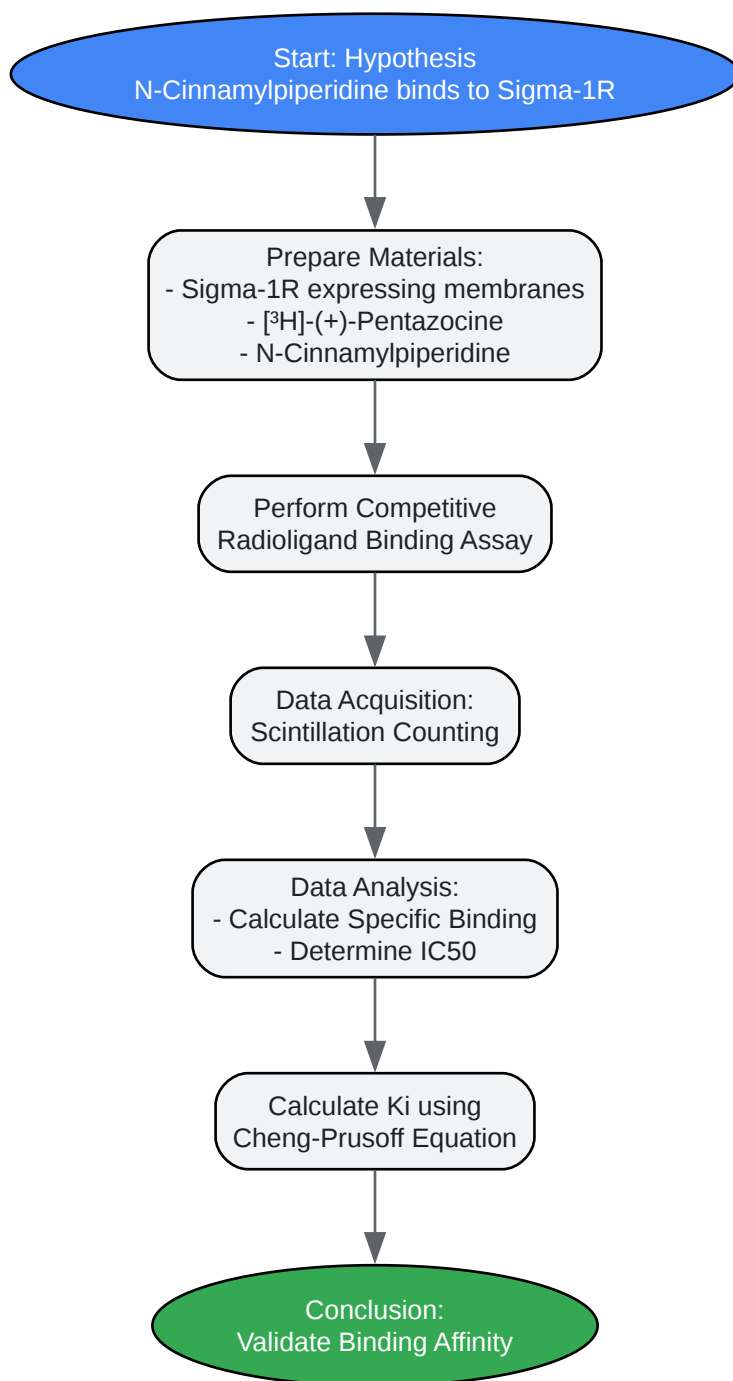 Start: Hypothesis
N-Cinnamylpiperidine binds to Sigma-1R
Prepare Materials:
- Sigma-1R expressing membranes
- [³H]-(+)-Pentazocine
- N-Cinnamylpiperidine
Perform Competitive
Radioligand Binding Assay
Data Acquisition:
Scintillation Counting
Data Analysis:
- Calculate Specific Binding
- Determine IC50
Calculate Ki using
Cheng-Prusoff Equation
Conclusion:
Validate Binding Affinity